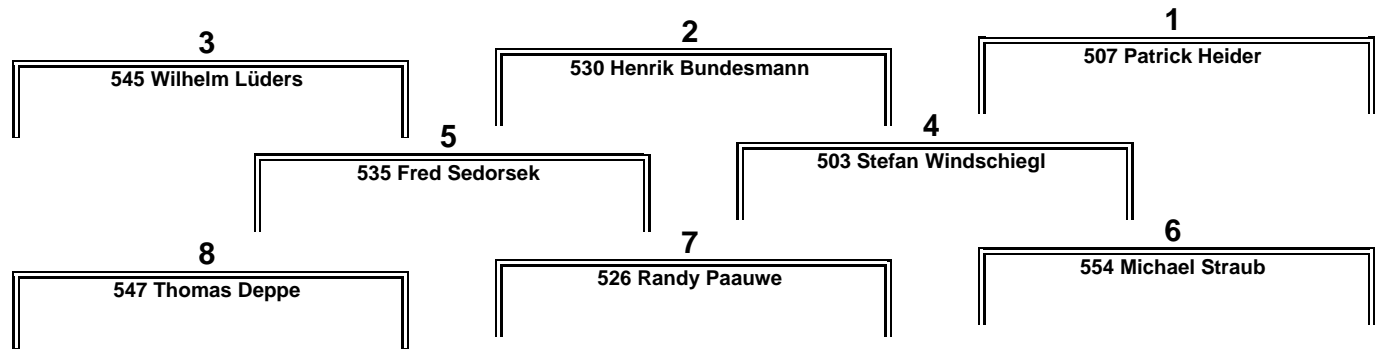 3
545 Wilhelm Lüders
2
530 Henrik Bundesmann
1
507 Patrick Heider
5
535 Fred Sedorsek
4
503 Stefan Windschiegl
8
547 Thomas Deppe
7
526 Randy Paauwe
6
554 Michael Straub